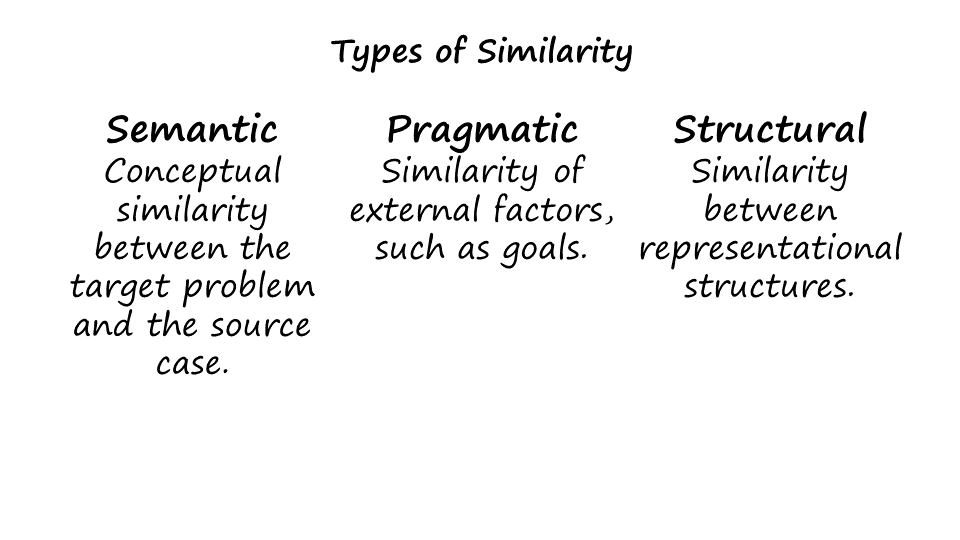 Types of Similarity
Semantic
Conceptual
similarity
between the
target problem
and the source
case.
Pragmatic
Similarity of
external factors,
such as goals.
Structural
Similarity
between
representational
structures.